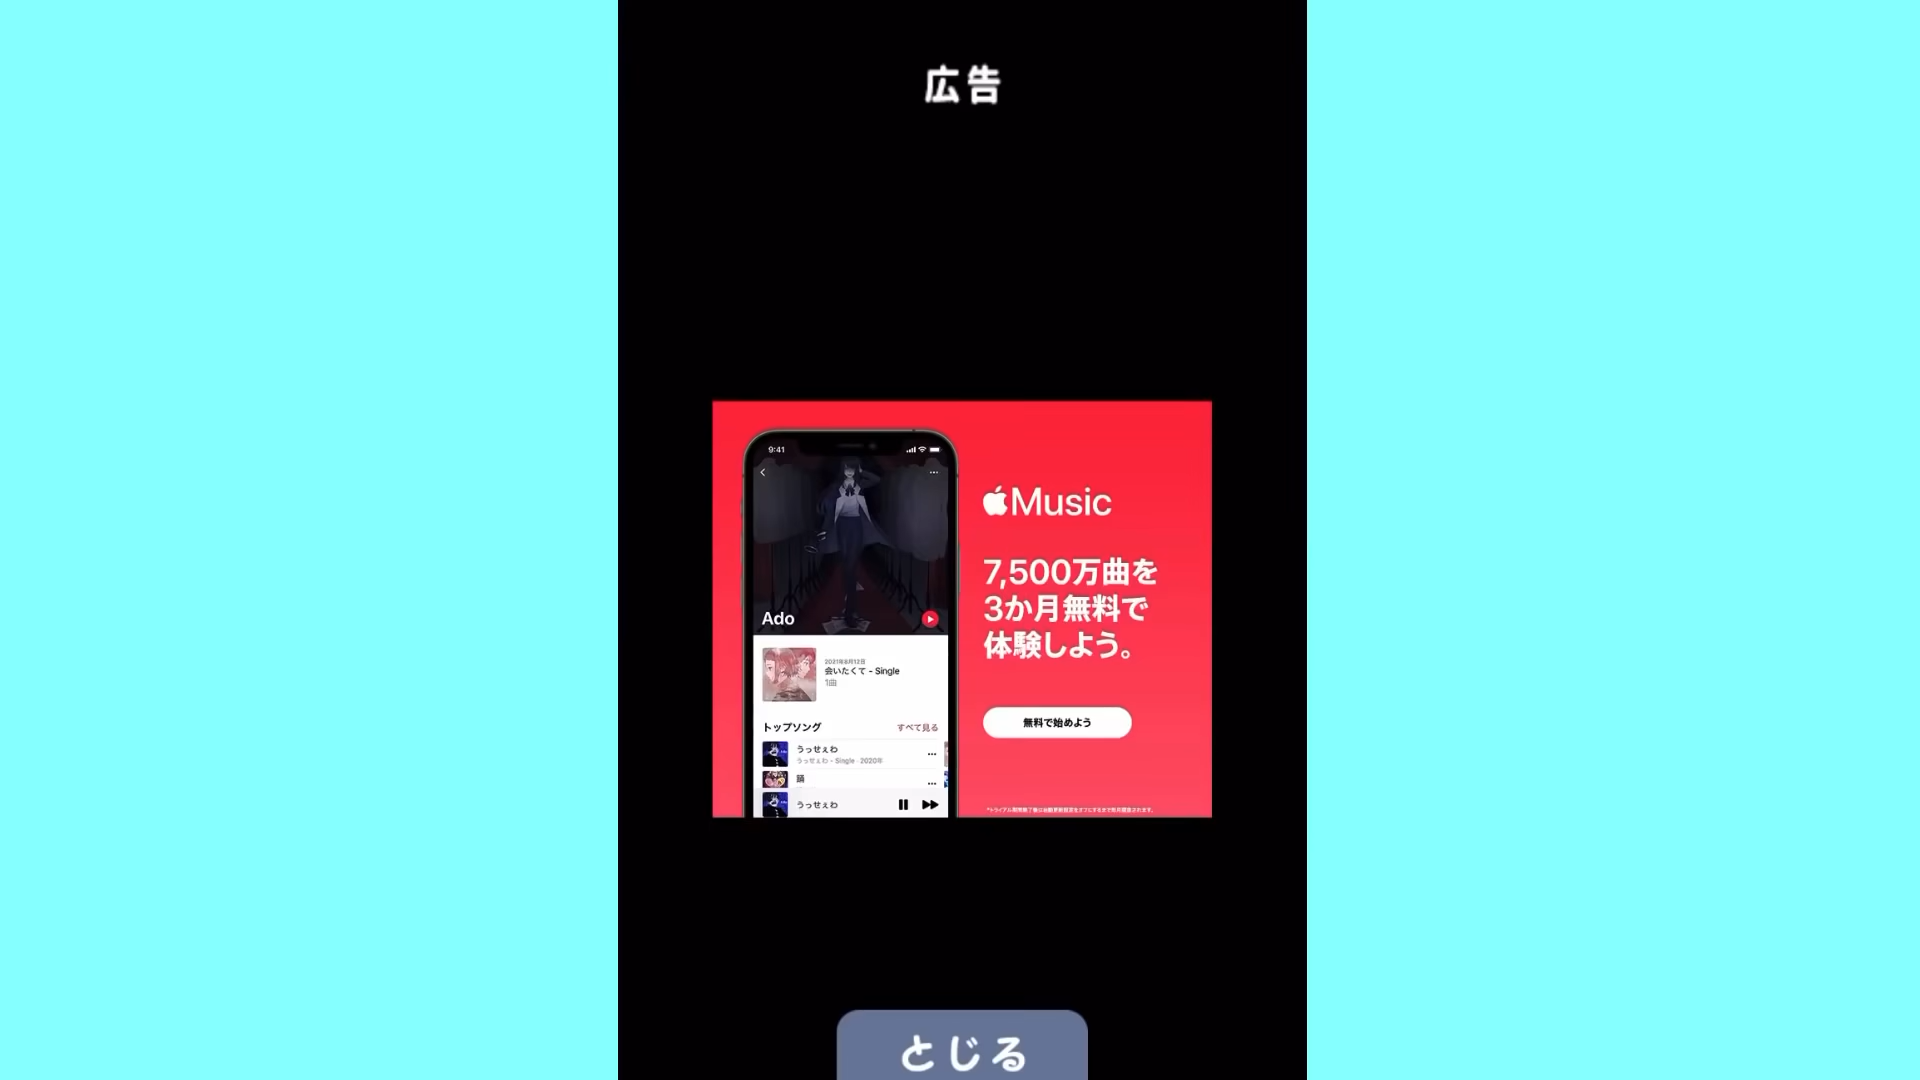 広告
9:41
Ado
2021年8月12日
会いたくて - Single
1曲
トップソング
すべて見る
うっせぇわ
うっせぇわ - Single · 2020年
踊
うっせぇわ
Music
7,500万曲を
3か月無料で
体験しよう。
無料で始めよう
とじる